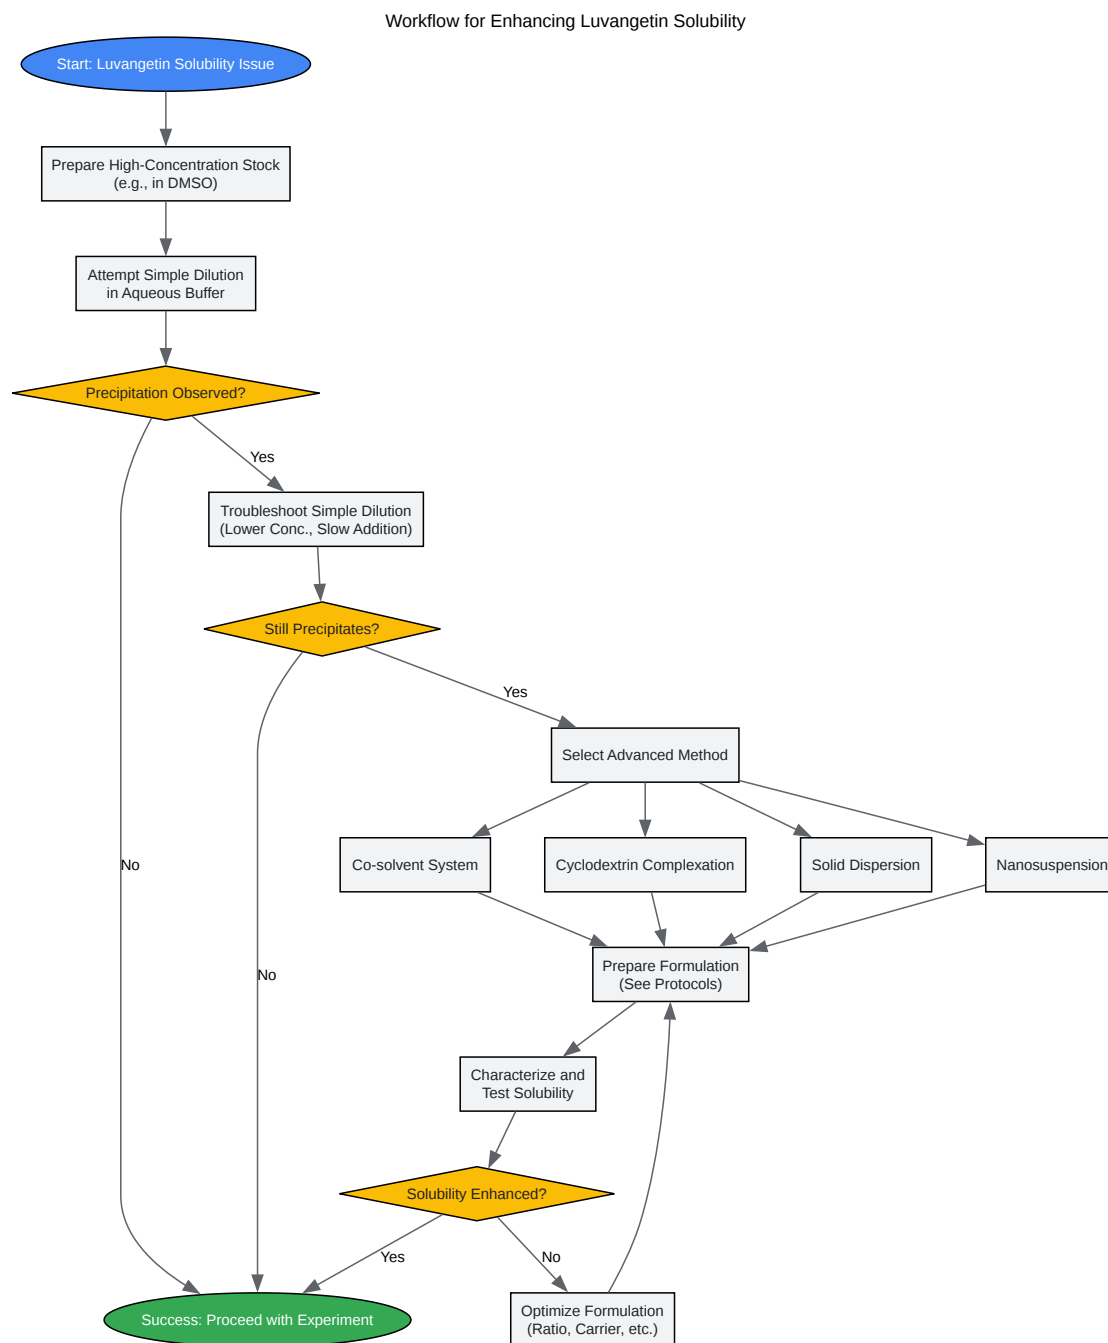 Workflow for Enhancing Luvangetin Solubility
Start: Luvangetin Solubility Issue
Prepare High-Concentration Stock
(e.g., in DMSO)
Attempt Simple Dilution
in Aqueous Buffer
Precipitation Observed?
Yes
Troubleshoot Simple Dilution
(Lower Conc., Slow Addition)
Still Precipitates?
Yes
Select Advanced Method
No
Co-solvent System
Cyclodextrin Complexation
Solid Dispersion
Nanosuspension
No
Prepare Formulation
(See Protocols)
Characterize and
Test Solubility
Solubility Enhanced?
Yes
No
Success: Proceed with Experiment
Optimize Formulation
(Ratio, Carrier, etc.)